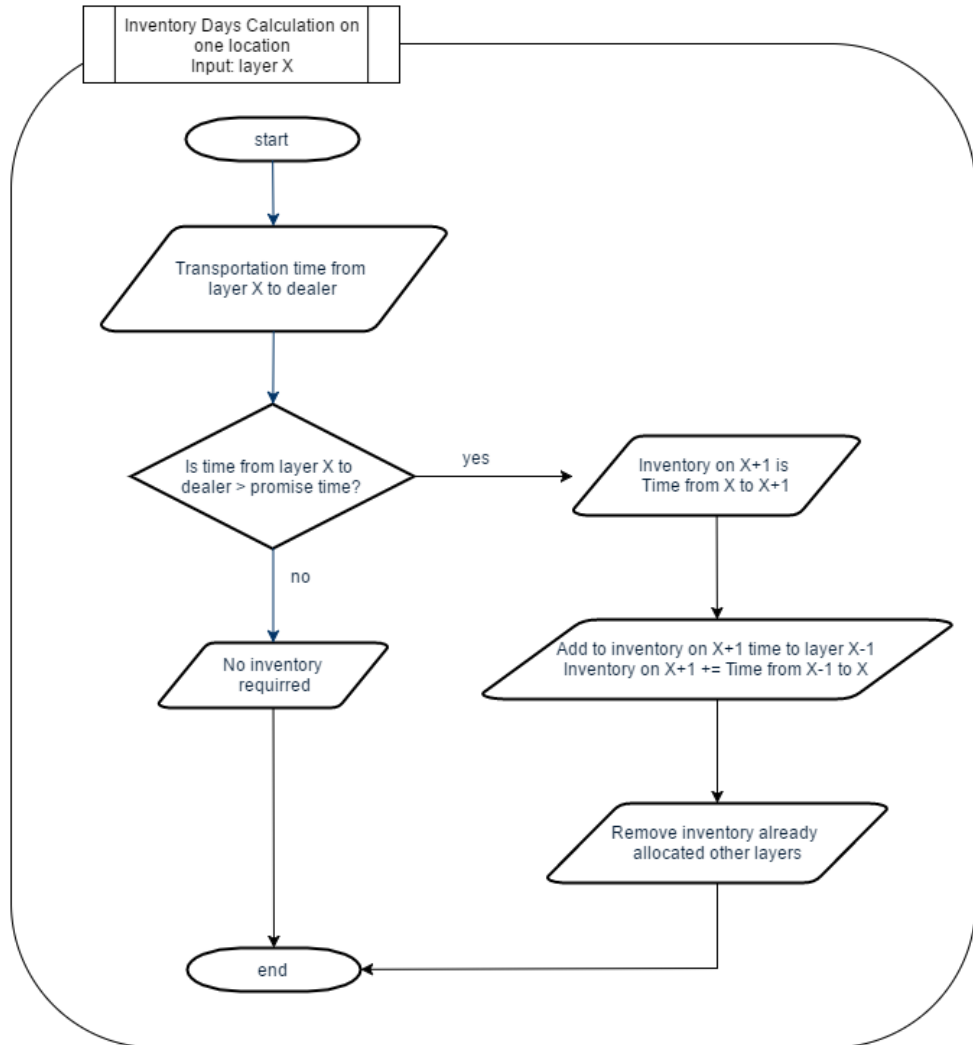 Inventory Days Calculation on
one location
Input: layer X
start
Transportation time from
layer X to dealer
Is time from layer X to
dealer > promise time?
yes
Inventory on X+1 is
Time from X to X+1
no
No inventory
requirred
Add to inventory on X+1 time to layer X-1
Inventory on X+1 += Time from X-1 to X
Remove inventory already
allocated other layers
end